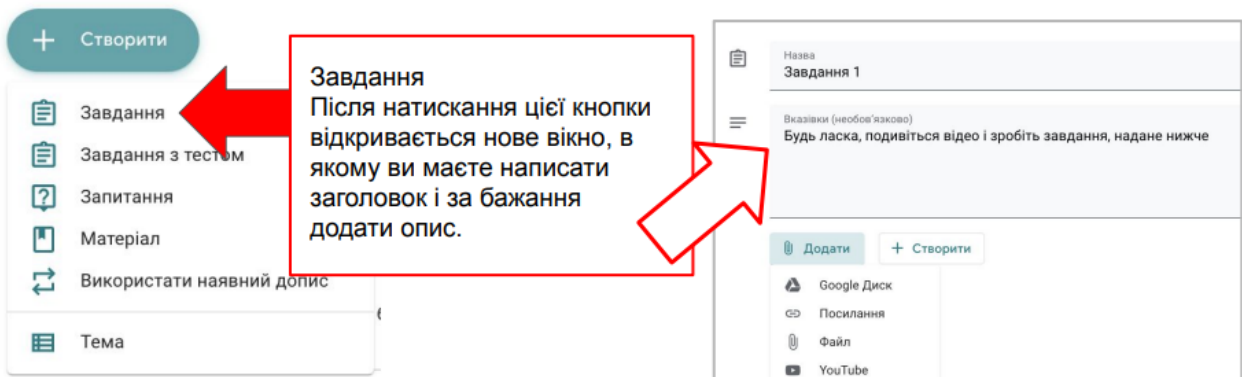 Створити
Завдання
Завдання з тестом
Запитання
Матеріал
Використати наявний допис
Тема
Завдання
Після натискання цієї кнопки
відкривається нове вікно, в
якому ви маєте написати
заголовок і за бажання
додати опис.
Назва
Завдання 1
Вказівки (необов'язково)
Будь ласка, подивіться відео і зробіть завдання, надане нижче
Додати
+ Створити
Google Диск
Посилання
Файл
YouTube